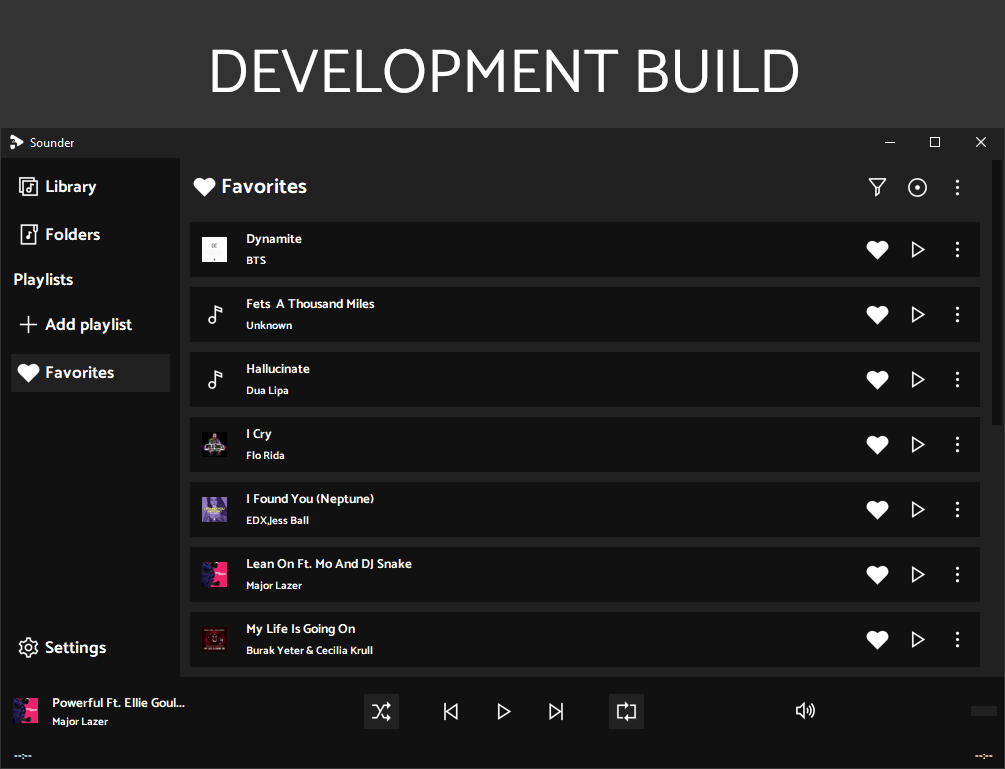 DEVELOPMENT BUILD
Sounder
Library
Folders
Playlists
Add playlist
Favorites
Settings
Favorites
Dynamite
BTS
Fets A Thousand Miles
Unknown
Hallucinate
Dua Lipa
I Cry
Flo Rida
I Found You (Neptune)
EDX,Jess Ball
Lean On Ft. Mo And DJ Snake
Major Lazer
My Life Is Going On
Burak Yeter & Cecilia Krull
Powerful Ft. Ellie Goul...
Major Lazer
--:--
--:--